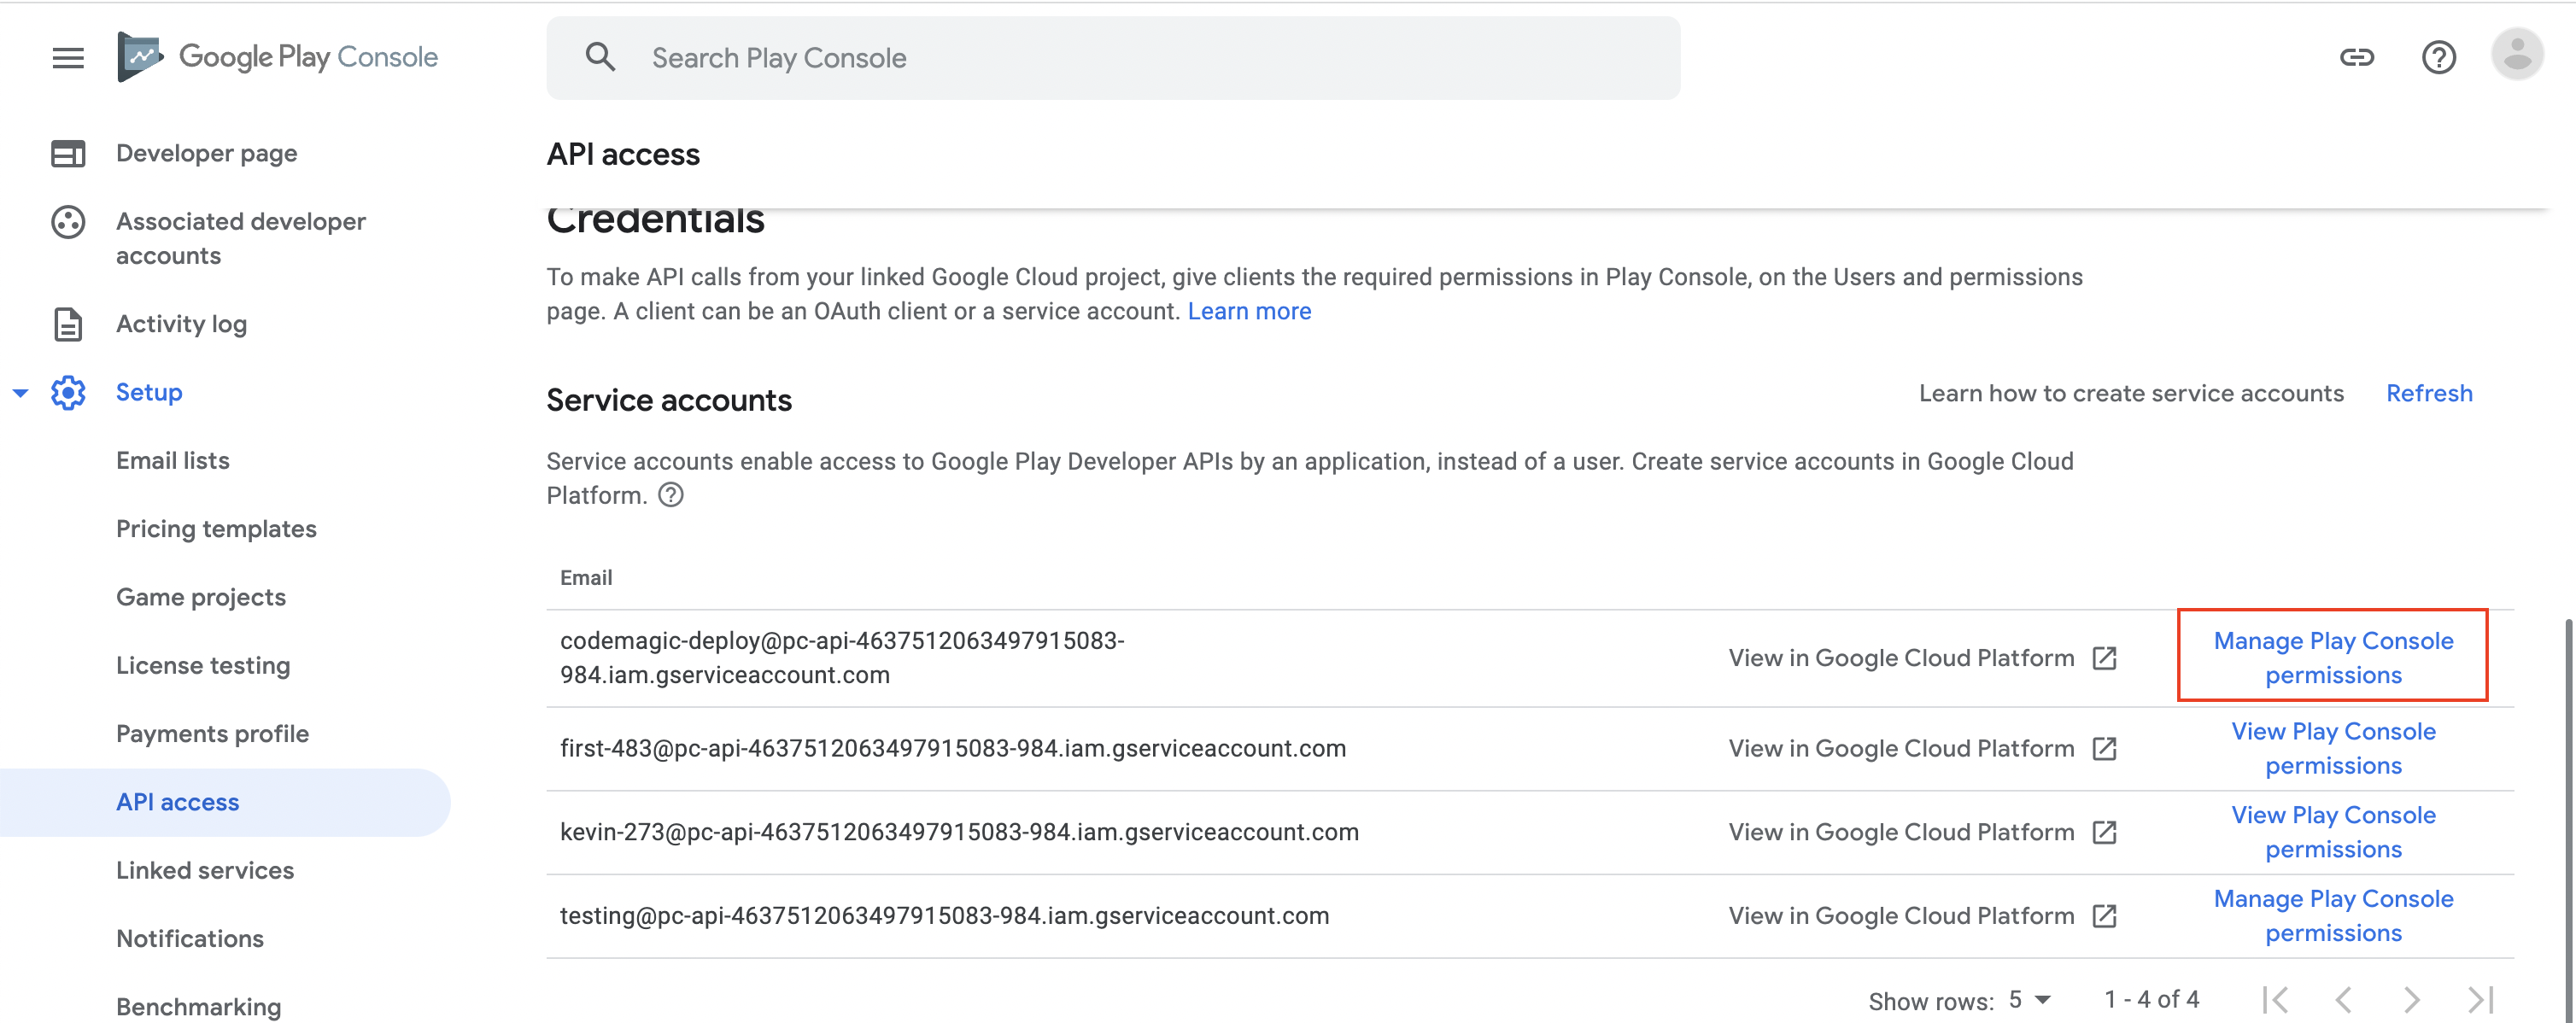 Google Play Console
Search Play Console
Developer page
Associated developer
accounts
Activity log
Setup
Email lists
Pricing templates
Game projects
License testing
Payments profile
API access
Linked services
Notifications
Benchmarking
API access
Credentials
To make API calls from your linked Google Cloud project, give clients the required permissions in Play Console, on the Users and permissions
page. A client can be an OAuth client or a service account. Learn more
Service accounts
Learn how to create service accounts
Refresh
Service accounts enable access to Google Play Developer APIs by an application, instead of a user. Create service accounts in Google Cloud
Platform.
Email
codemagic-deploy@pc-api-4637512063497915083-
984.iam.gserviceaccount.com
View in Google Cloud Platform
Manage Play Console
permissions
first-483@pc-api-4637512063497915083-984.iam.gserviceaccount.com
View in Google Cloud Platform
View Play Console
permissions
kevin-273@pc-api-4637512063497915083-984.iam.gserviceaccount.com
View in Google Cloud Platform
View Play Console
permissions
testing@pc-api-4637512063497915083-984.iam.gserviceaccount.com
View in Google Cloud Platform
Manage Play Console
permissions
Show rows: 5
1 - 4 of 4